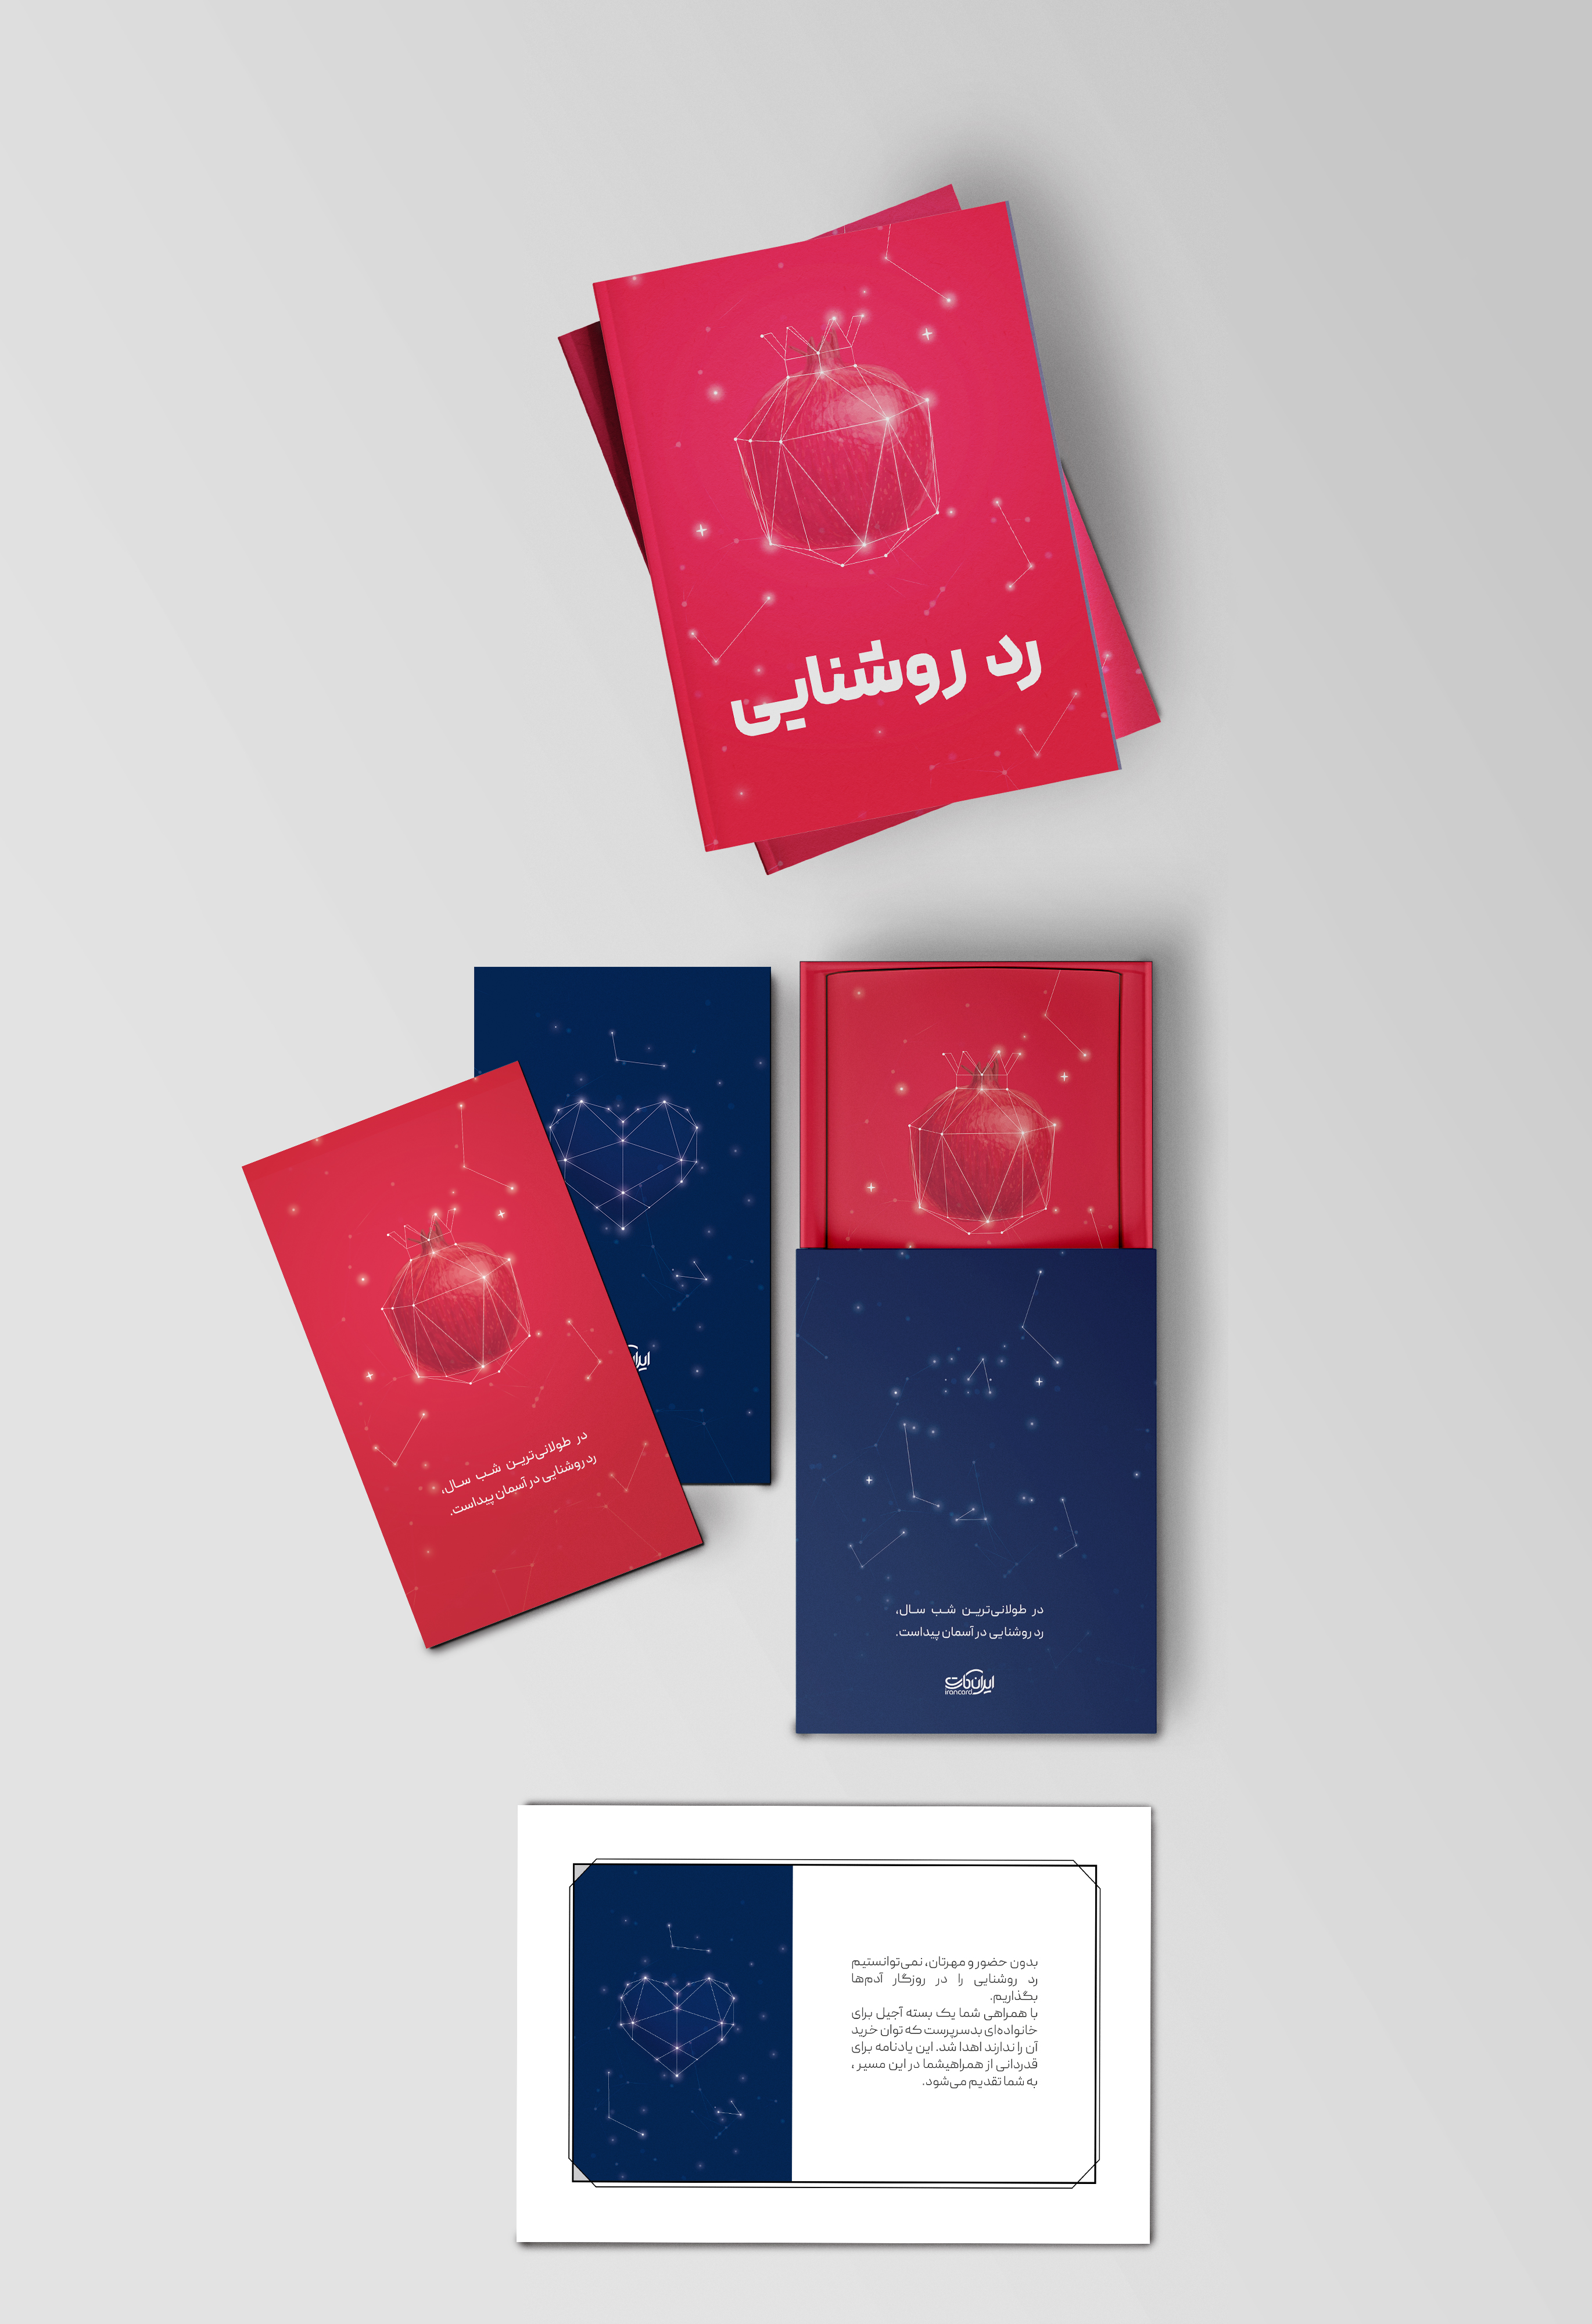 رد روشنایی
ایران
در طولانی‌ترین شب سال،
رد روشنایی در آسمان پیداست.
در طولانی‌ترین شب سال،
رد روشنایی در آسمان پیداست.
ایران‌کارت
irancard
بدون حضور و مهرتان، نمی‌توانستیم
رد روشنایی را در روزگار آدم‌ها
بگذاریم.
با همراهی شما یک بسته آجیل برای
خانواده‌ای بدسرپرست که توان خرید
آن را ندارند اهدا شد. این یادنامه برای
قدردانی از همراهیشما در این مسیر ،
به شما تقدیم می‌شود.